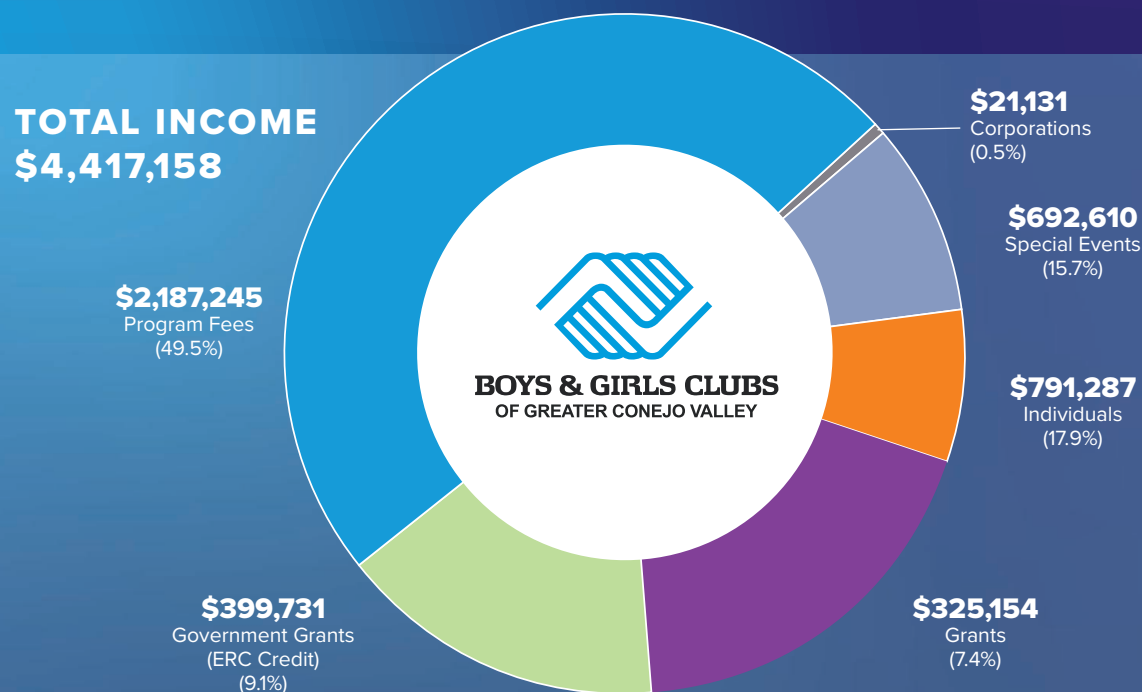 TOTAL INCOME
$4,417,158
$21,131
Corporations
(0.5%)
$692,610
Special Events
(15.7%)
$2,187,245
Program Fees
(49.5%)
BOYS & GIRLS CLUBS
OF GREATER CONEJO VALLEY
$791,287
Individuals
(17.9%)
$399,731
Government Grants
(ERC Credit)
(9.1%)
$325,154
Grants
(7.4%)